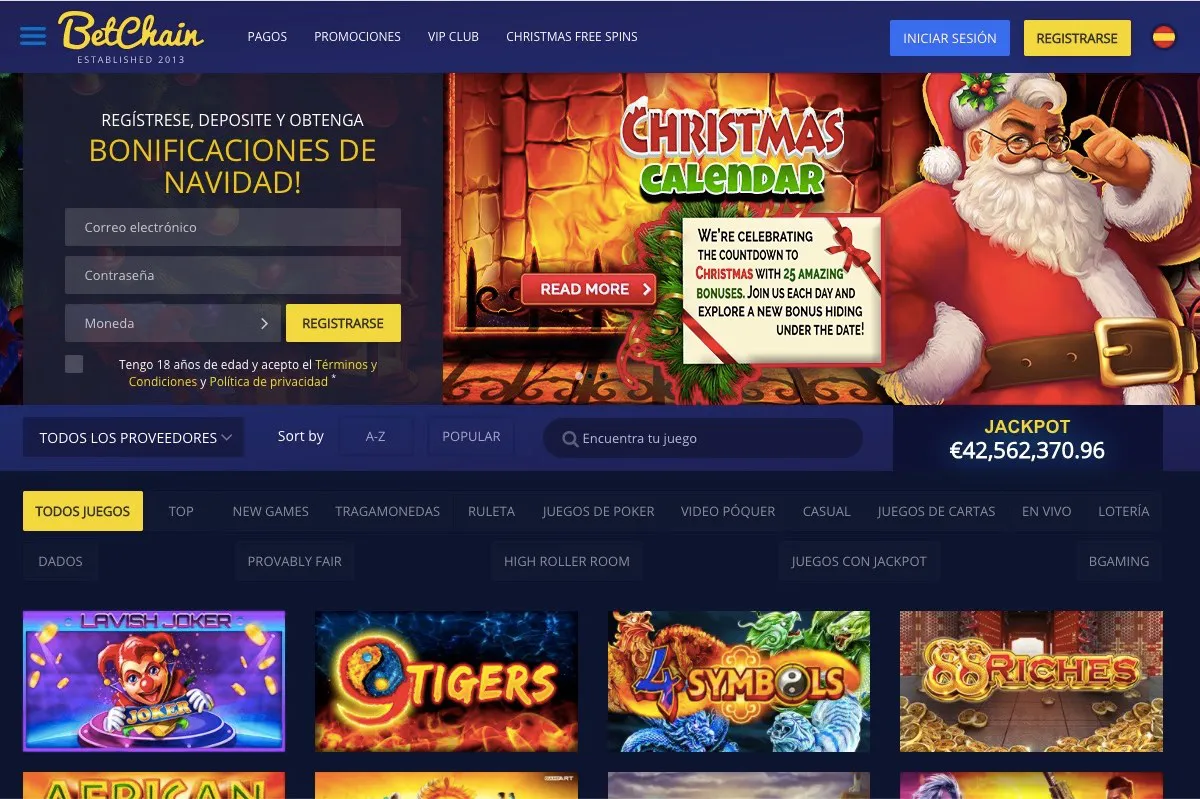 BetChain
ESTABLISHED 2013
PAGOS
PROMOCIONES
VIP CLUB
CHRISTMAS FREE SPINS
INICIAR SESIÓN
REGISTRARSE
REGÍSTRESE, DEPOSITE Y OBTENGA
BONIFICACIONES DE
NAVIDAD!
Correo electrónico
Contraseña
Moneda
REGISTRARSE
Tengo 18 años de edad y acepto el Términos y
Condiciones y Política de privacidad *
CHRISTMAS
CALENDAR
READ MORE
WE'RE CELEBRATING
THE COUNTDOWN TO
CHRISTMAS WITH 25 AMAZING
BONUSES. JOIN US EACH DAY AND
EXPLORE A NEW BONUS HIDING
UNDER THE DATE!
TODOS LOS PROVEEDORES
Sort by
A-Z
POPULAR
Encuentra tu juego
JACKPOT
€42,562,370.96
TODOS JUEGOS
TOP
NEW GAMES
TRAGAMONEDAS
RULETA
JUEGOS DE POKER
VIDEO PÓQUER
CASUAL
JUEGOS DE CARTAS
EN VIVO
LOTERÍA
DADOS
PROVABLY FAIR
HIGH ROLLER ROOM
JUEGOS CON JACKPOT
BGAMING
LAVISH JOKER
JOKER
9 TIGERS
4 SYMBOLS
88 RICHES
AFRICAN